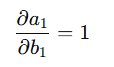 ∂a₁/∂b₁ = 1